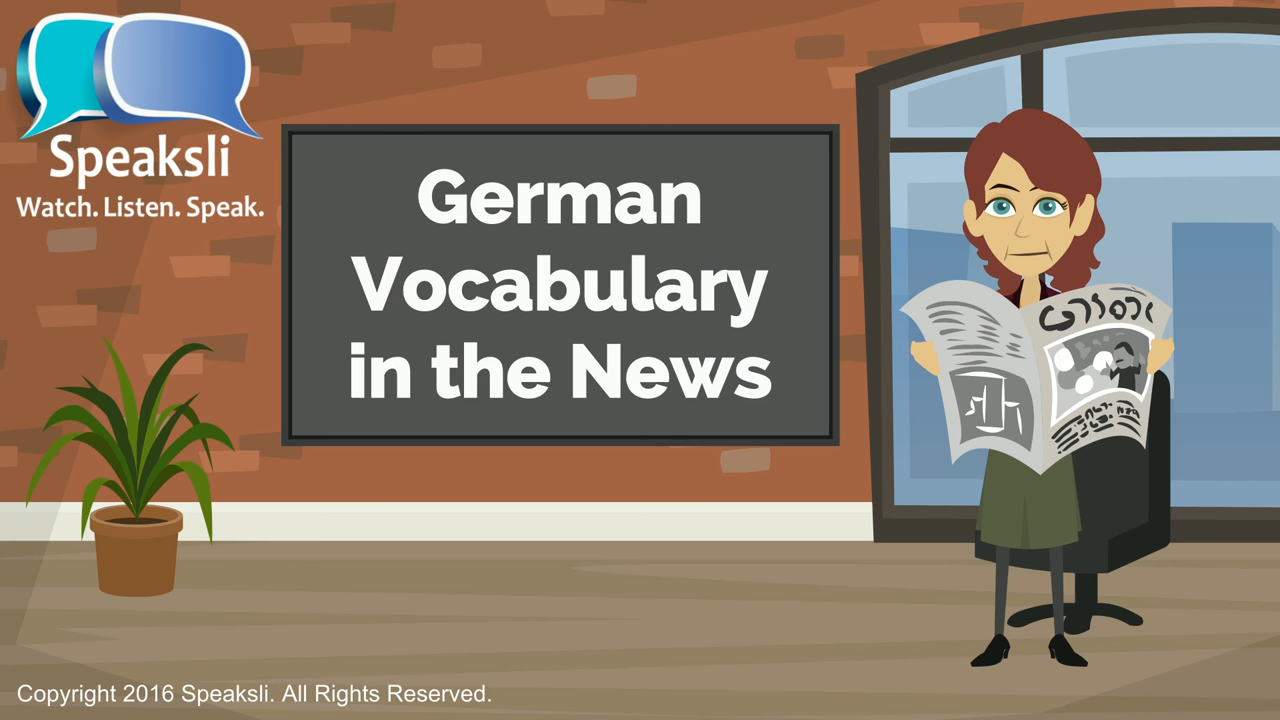 Speaksli
Watch. Listen. Speak.
German
Vocabulary
in the News
Copyright 2016 Speaksli. All Rights Reserved.